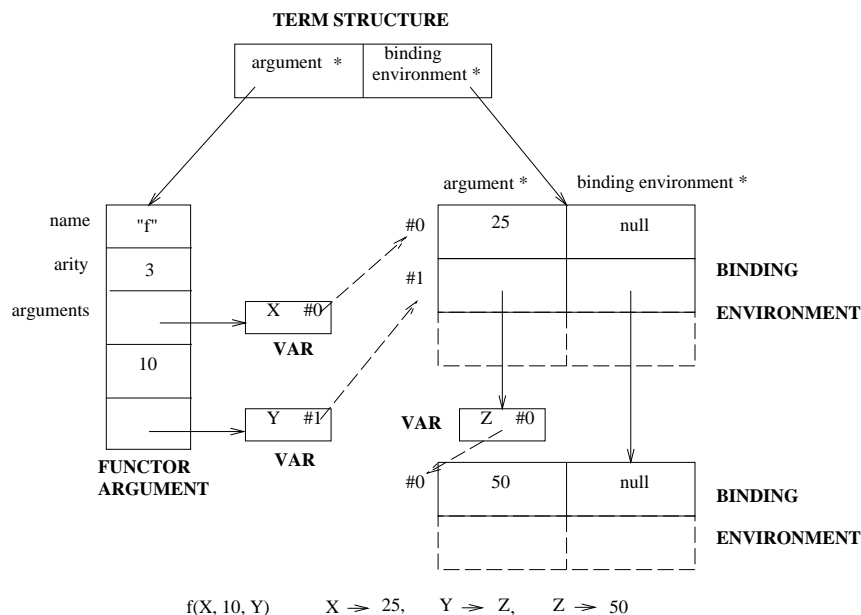 TERM STRUCTURE
argument *
binding
environment *
argument *
binding environment *
name
"f"
#0
25
null
arity
3
#1
BINDING
arguments
X #0
ENVIRONMENT
VAR
10
Y #1
VAR
Z #0
VAR
FUNCTOR
ARGUMENT
#0
50
null
BINDING
ENVIRONMENT
f(X, 10, Y) X → 25, Y → Z, Z → 50